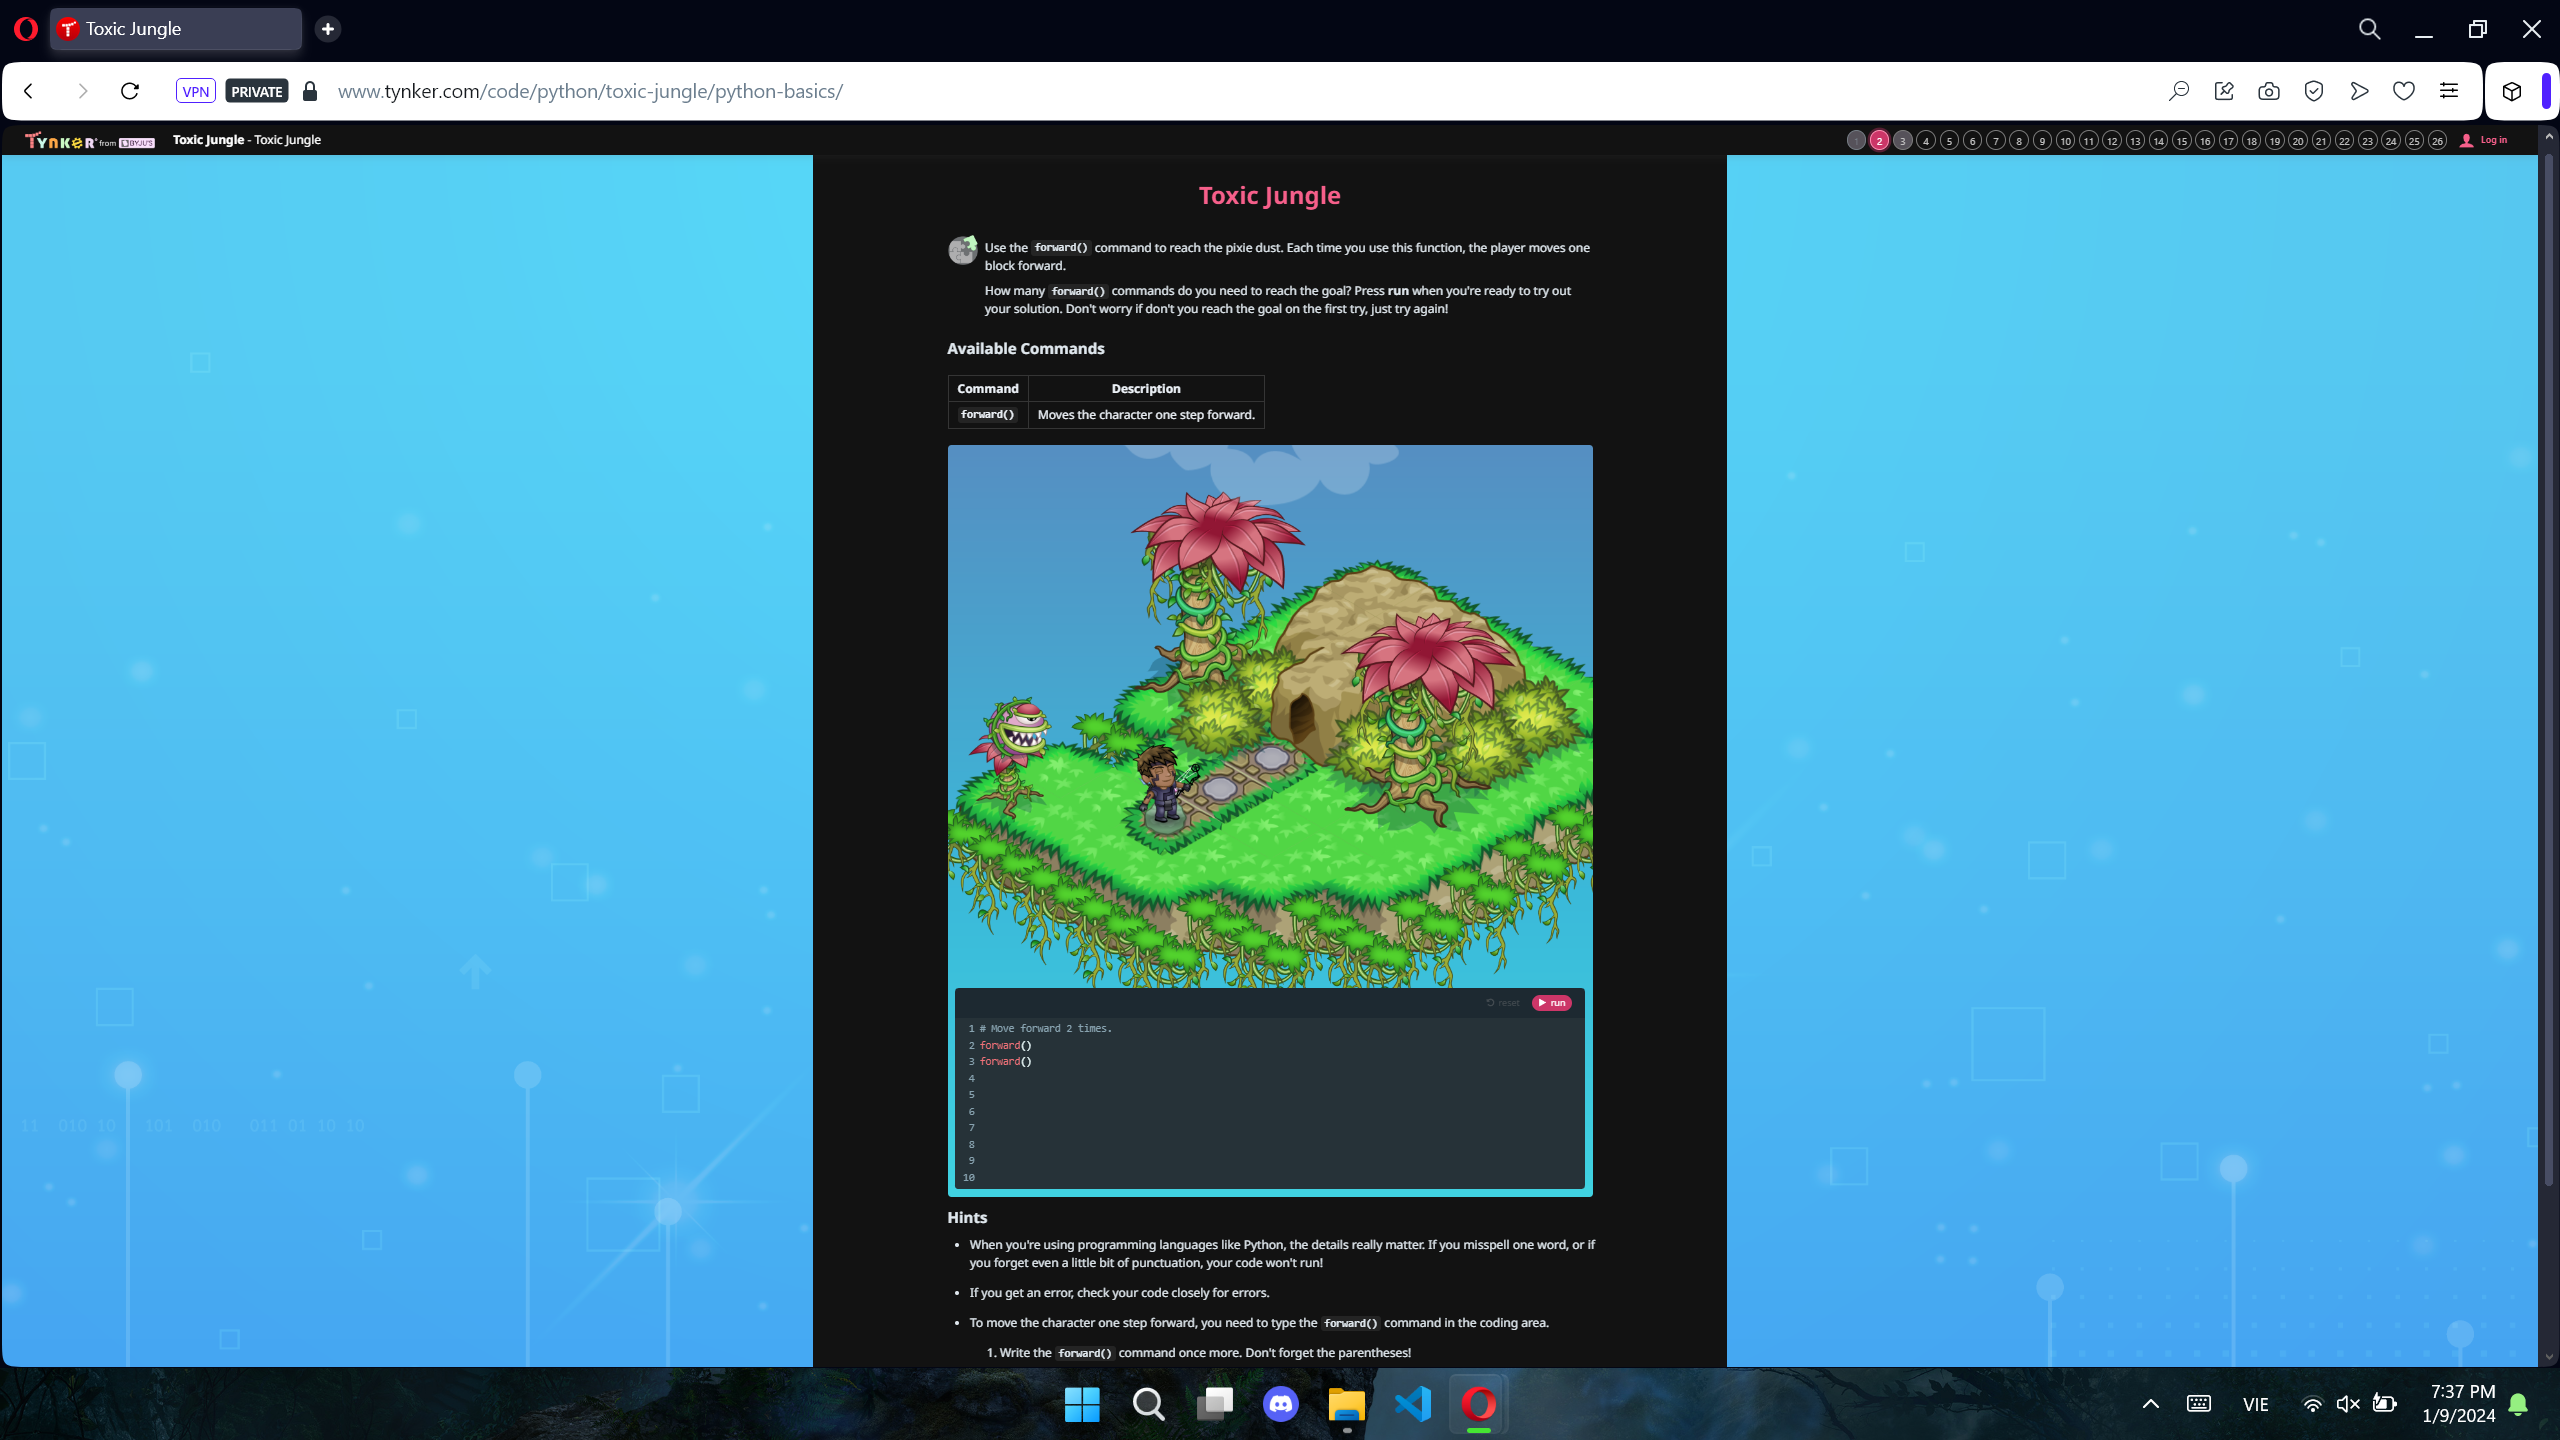 Toxic Jungle
VPN PRIVATE www.tynker.com/code/python/toxic-jungle/python-basics/
TYNKER from BYJU'S Toxic Jungle - Toxic Jungle 1 2 3 4 5 6 7 8 9 10 11 12 13 14 15 16 17 18 19 20 21 22 23 24 25 26 Log in
Toxic Jungle
Use the forward() command to reach the pixie dust. Each time you use this function, the player moves one
block forward.
How many forward() commands do you need to reach the goal? Press run when you're ready to try out
your solution. Don't worry if don't you reach the goal on the first try, just try again!
Available Commands
Command Description
forward() Moves the character one step forward.
reset run
1 # Move forward 2 times.
2 forward()
3 forward()
4
5
6
7
8
9
10
11 010 10 101 010 011 01 10 10
Hints
• When you're using programming languages like Python, the details really matter. If you misspell one word, or if
you forget even a little bit of punctuation, your code won't run!
• If you get an error, check your code closely for errors.
• To move the character one step forward, you need to type the forward() command in the coding area.
1. Write the forward() command once more. Don't forget the parentheses!
VIE 7:37 PM
1/9/2024